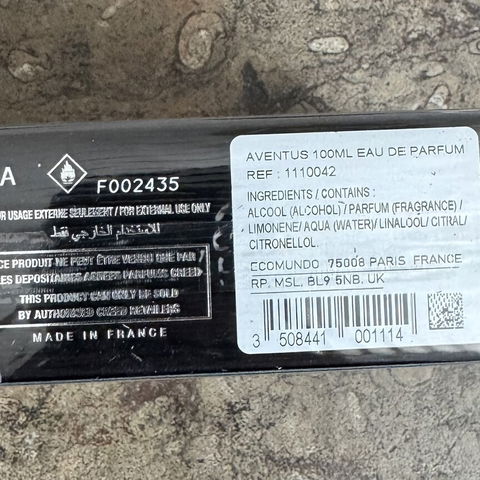 A
F002435
UR USAGE EXTERNE SEULEMENT / FOR EXTERNAL USE ONLY
للاستعمال الخارجي فقط
CE PRODUIT NE PEUT ÊTRE VENDU QUE PAR
LES DEPOSITAIRES AGREES PARFUMS CREED
THIS PRODUCT CAN ONLY BE SOLD
BY AUTHORISED CREED RETAILERS
MADE IN FRANCE
AVENTUS 100ML EAU DE PARFUM
REF : 1110042
INGREDIENTS / CONTAINS :
ALCOOL (ALCOHOL)/ PARFUM (FRAGRANCE)/
LIMONENE/ AQUA (WATER)/ LINALOOL/ CITRAL/
CITRONELLOL.
ECOMUNDO 75008 PARIS FRANCE
RP. MSL. BL9 5NB. UK
3 508441 001114